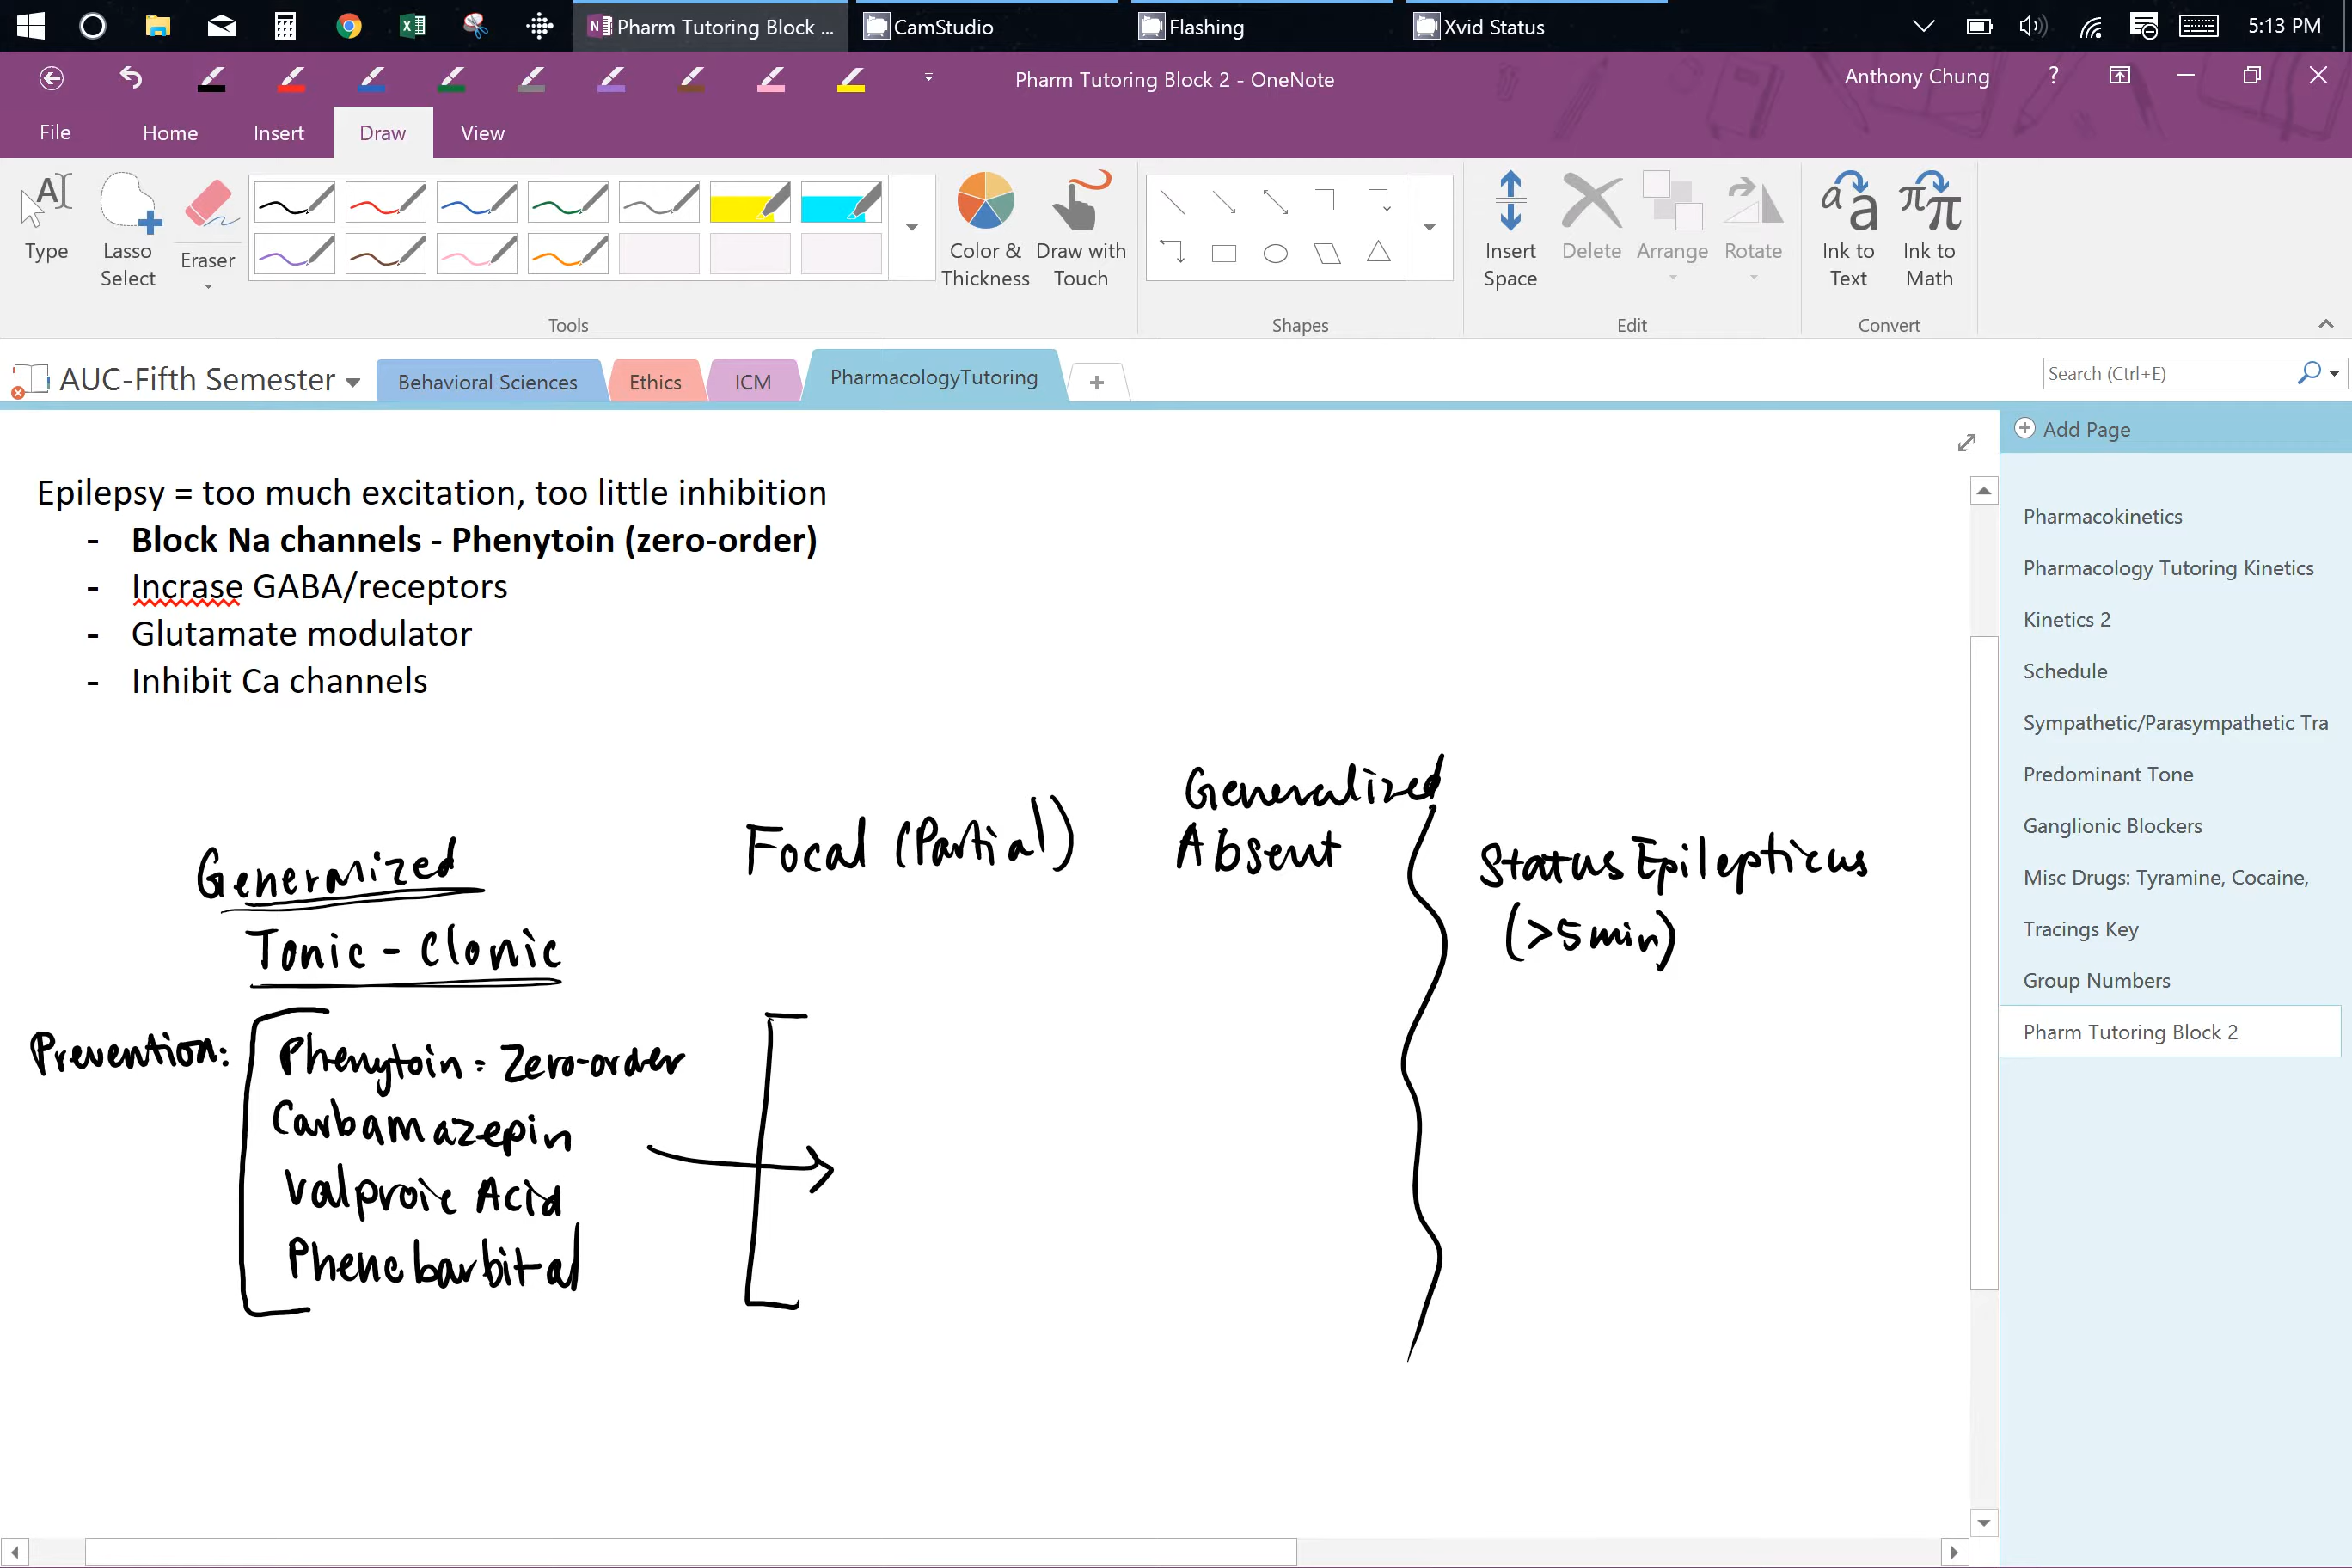 Pharm Tutoring Block ...
CamStudio
Flashing
Xvid Status
5:13 PM
Pharm Tutoring Block 2 - OneNote
Anthony Chung
?
File
Home
Insert
Draw
View
Type
Lasso Select
Eraser
Color & Thickness
Draw with Touch
Insert Space
Delete
Arrange
Rotate
Ink to Text
Ink to Math
Tools
Shapes
Edit
Convert
AUC-Fifth Semester
Behavioral Sciences
Ethics
ICM
PharmacologyTutoring
+
Search (Ctrl+E)
Add Page
Pharmacokinetics
Pharmacology Tutoring Kinetics
Kinetics 2
Schedule
Sympathetic/Parasympathetic Tra
Predominant Tone
Ganglionic Blockers
Misc Drugs: Tyramine, Cocaine,
Tracings Key
Group Numbers
Pharm Tutoring Block 2
Epilepsy = too much excitation, too little inhibition
- Block Na channels - Phenytoin (zero-order)
- Incrase GABA/receptors
- Glutamate modulator
- Inhibit Ca channels
Generalized
Tonic - Clonic
Focal (Partial)
Generalized
Absent
Status Epilepticus
(>5min)
Prevention:
Phenytoin = Zero-order
Carbamazepin
Valproic Acid
Phenobarbital